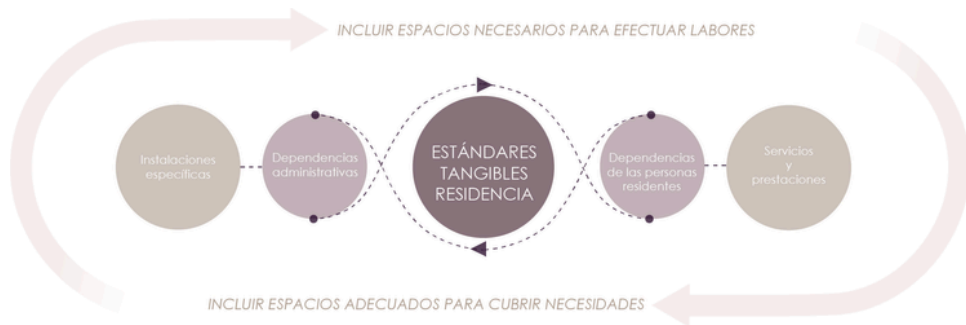 INCLUIR ESPACIOS NECESARIOS PARA EFECTUAR LABORES
Instalaciones
específicas
Dependencias
administrativas
ESTÁNDARES
TANGIBLES
RESIDENCIA
Dependencias
de las personas
residentes
Servicios
y
prestaciones
INCLUIR ESPACIOS ADECUADOS PARA CUBRIR NECESIDADES